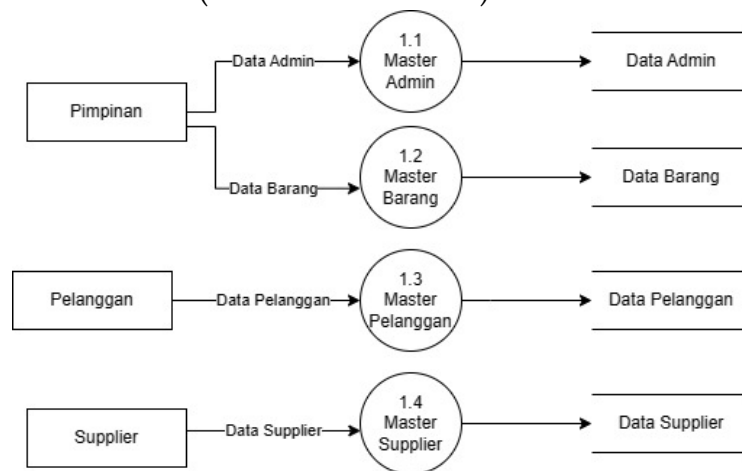 Data Admin
1.1
Master
Admin
Data Admin
Pimpinan
Data Barang
1.2
Master
Barang
Data Barang
Pelanggan
Data Pelanggan
1.3
Master
Pelanggan
Data Pelanggan
Supplier
Data Supplier
1.4
Master
Supplier
Data Supplier